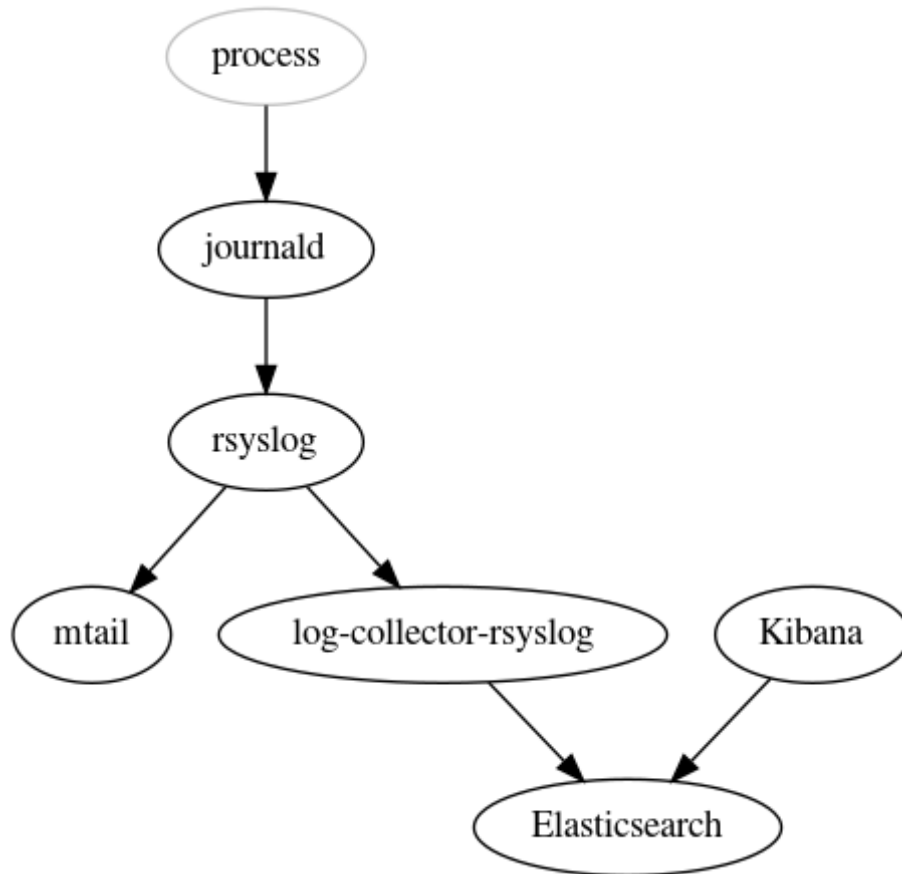 process
journald
rsyslog
mtail
log-collector-rsyslog
Kibana
Elasticsearch